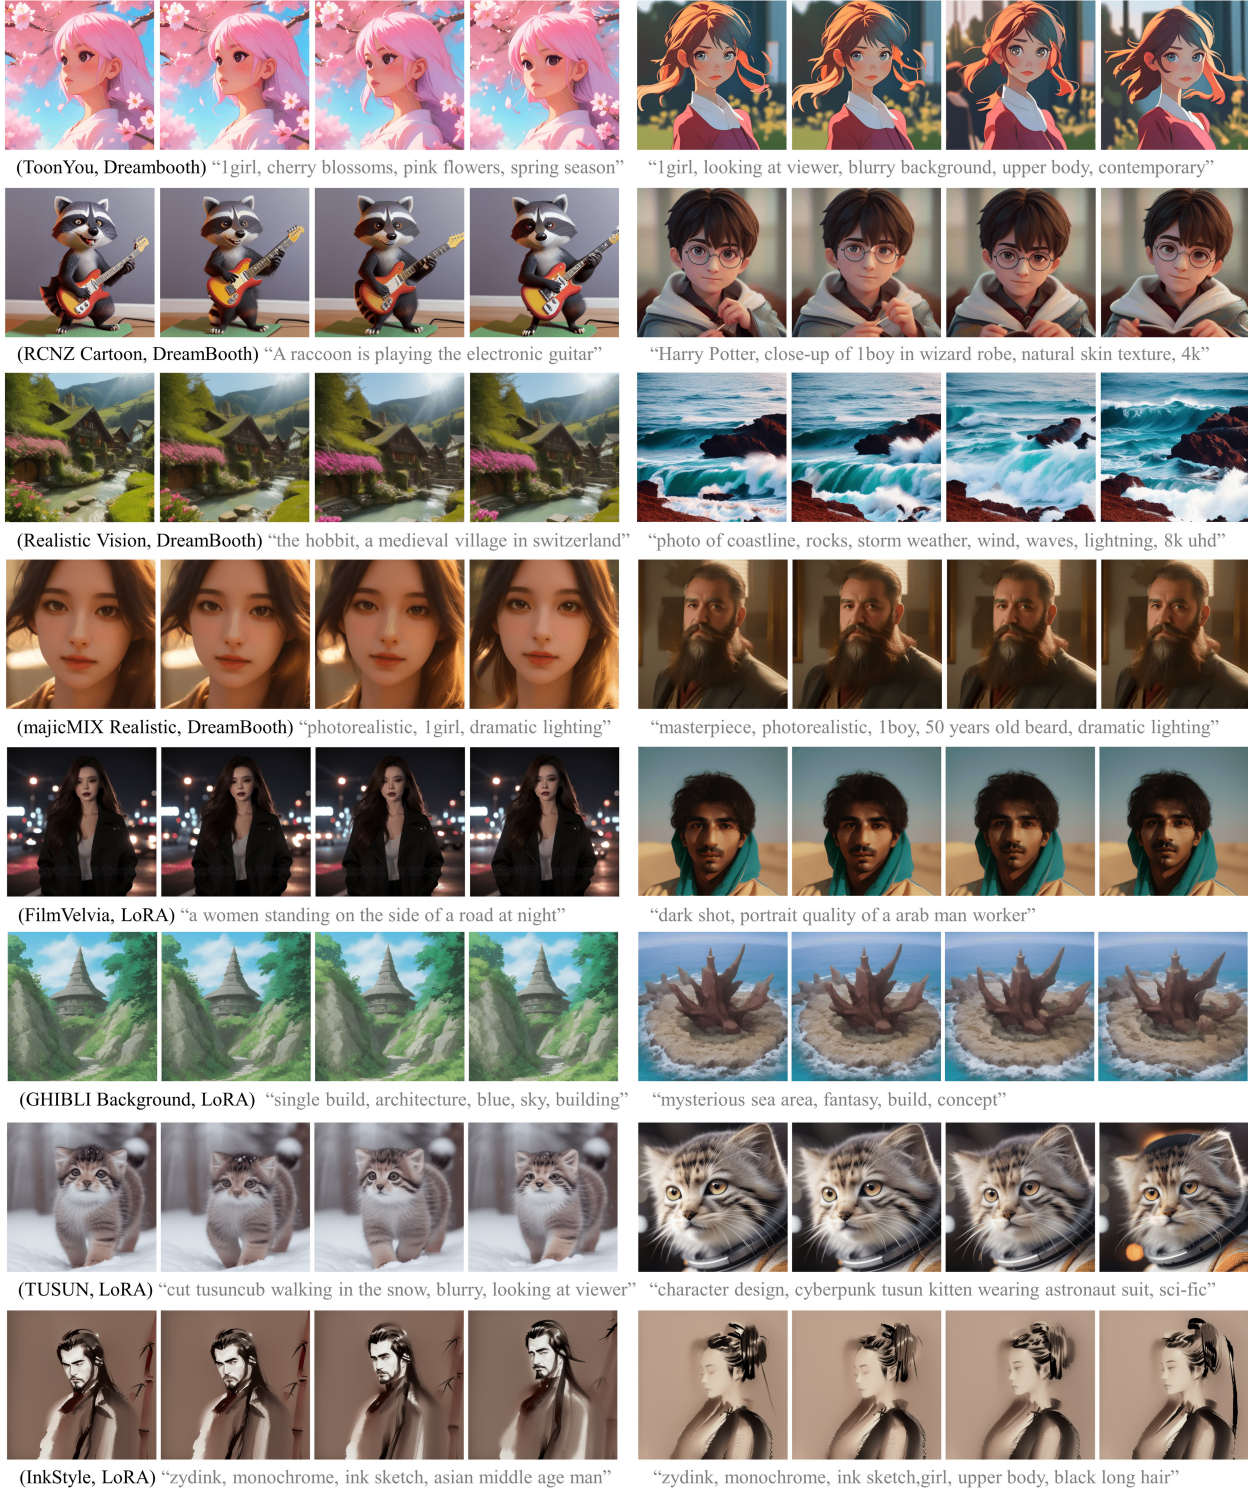 (ToonYou, Dreambooth) “1girl, cherry blossoms, pink flowers, spring season”
“1girl, looking at viewer, blurry background, upper body, contemporary”
(RCNZ Cartoon, DreamBooth) “A raccoon is playing the electronic guitar”
“Harry Potter, close-up of 1boy in wizard robe, natural skin texture, 4k”
(Realistic Vision, DreamBooth) “the hobbit, a medieval village in switzerland”
“photo of coastline, rocks, storm weather, wind, waves, lightning, 8k uhd”
(majicMIX Realistic, DreamBooth) “photorealistic, 1girl, dramatic lighting”
“masterpiece, photorealistic, 1boy, 50 years old beard, dramatic lighting”
(FilmVelvia, LoRA) “a women standing on the side of a road at night”
“dark shot, portrait quality of a arab man worker”
(GHIBLI Background, LoRA) “single build, architecture, blue, sky, building”
“mysterious sea area, fantasy, build, concept”
(TUSUN, LoRA) “cut tusuncub walking in the snow, blurry, looking at viewer”
“character design, cyberpunk tusun kitten wearing astronaut suit, sci-fic”
(InkStyle, LoRA) “zydink, monochrome, ink sketch, asian middle age man”
“zydink, monochrome, ink sketch,girl, upper body, black long hair”